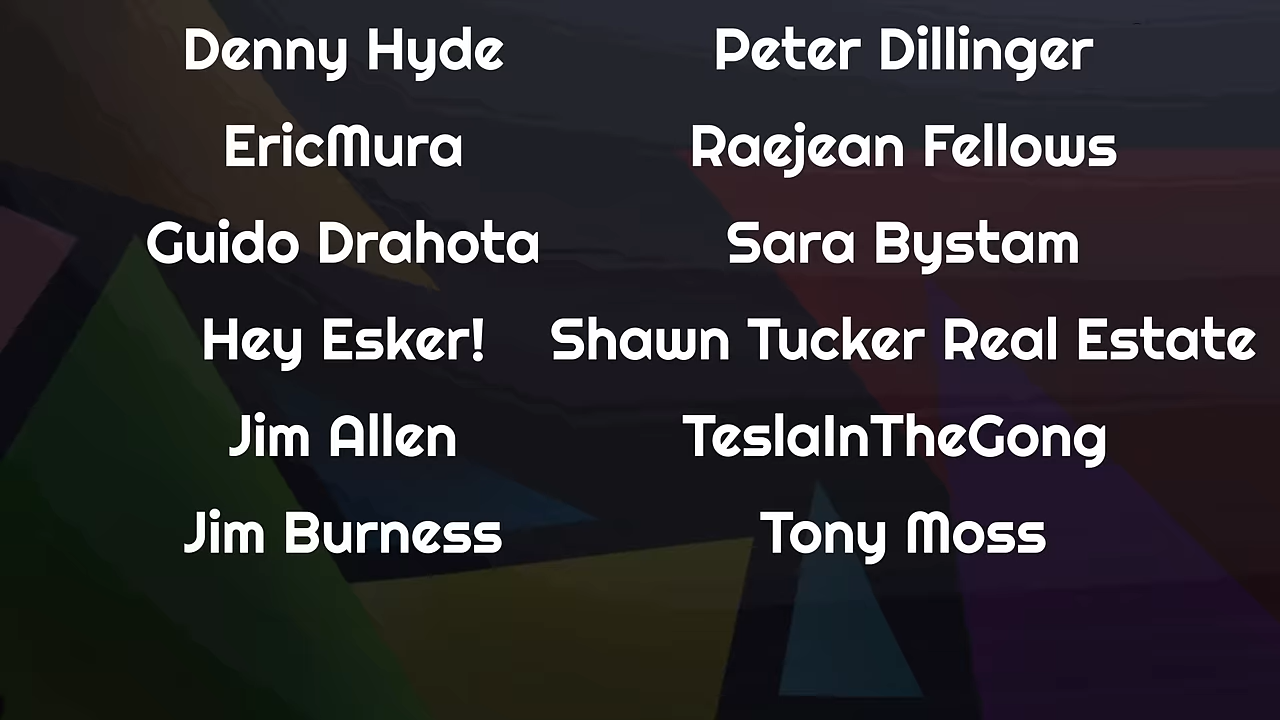 Denny Hyde
EricMura
Guido Drahota
Hey Esker!
Jim Allen
Jim Burness
Peter Dillinger
Raejean Fellows
Sara Bystam
Shawn Tucker Real Estate
TeslaInTheGong
Tony Moss